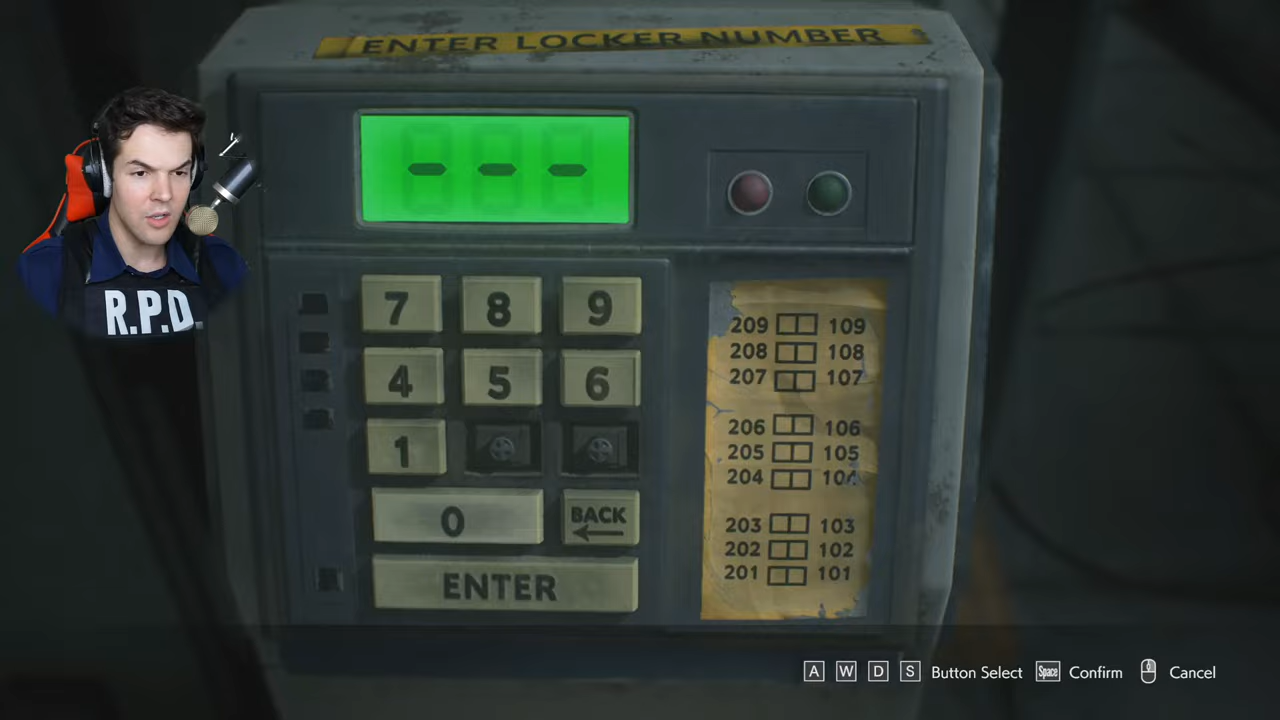 ENTER LOCKER NUMBER
- - -
R.P.D.
7 8 9
4 5 6
1
0 BACK
ENTER
209 109
208 108
207 107
206 106
205 105
204 104
203 103
202 102
201 101
A W D S Button Select Space Confirm Cancel